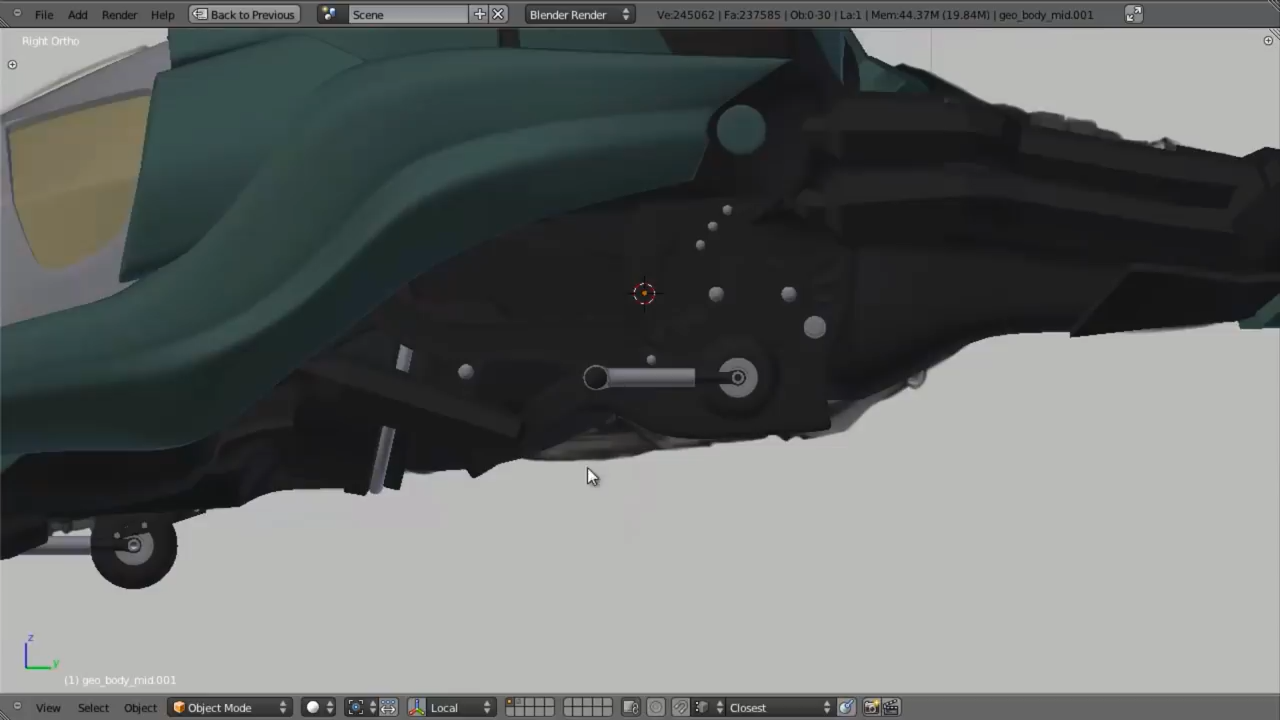 File Add Render Help Back to Previous Scene Blender Render Ve:245062 | Fa:237585 | Ob:0-30 | La:1 | Mem:44.37M (19.84M) | geo_body_mid.001
Right Ortho
z
y
(1) geo_body_mid.001
View Select Object Object Mode Local Closest